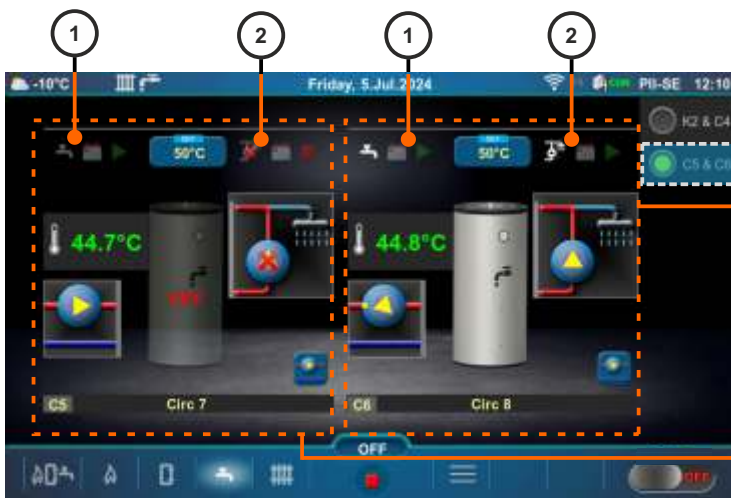 1 2 1 2
-10°C Friday, 5.Jul.2024 PII-SE 12:10
K2 & C4
50°C 50°C
C5 & C6
44.7°C 44.8°C
OFF
C5 Circ 7 C6 Circ 8
OFF
OFF